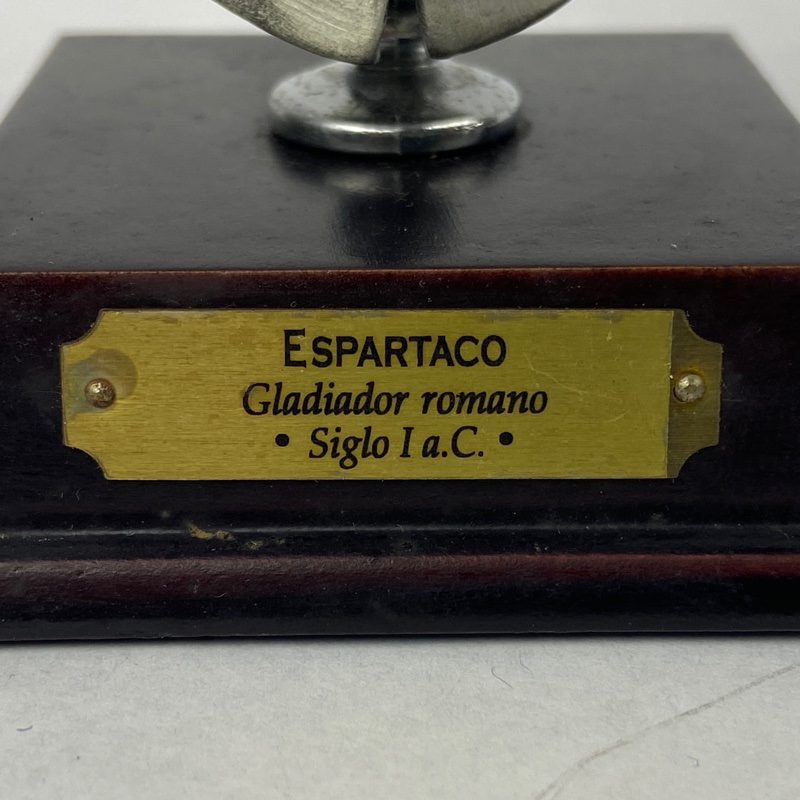 ESPARTACO
Gladiador romano
• Siglo I a.C. •